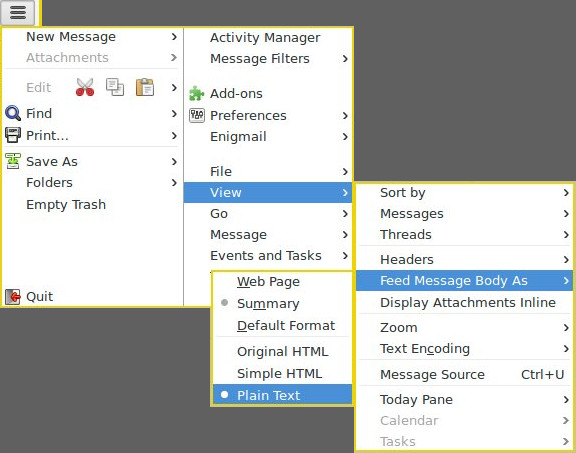 New Message
Attachments
Edit
Find
Print...
Save As
Folders
Empty Trash
Quit
Activity Manager
Message Filters
Add-ons
Preferences
Enigmail
File
View
Go
Message
Events and Tasks
Web Page
Summary
Default Format
Original HTML
Simple HTML
Plain Text
Sort by
Messages
Threads
Headers
Feed Message Body As
Display Attachments Inline
Zoom
Text Encoding
Message Source Ctrl+U
Today Pane
Calendar
Tasks